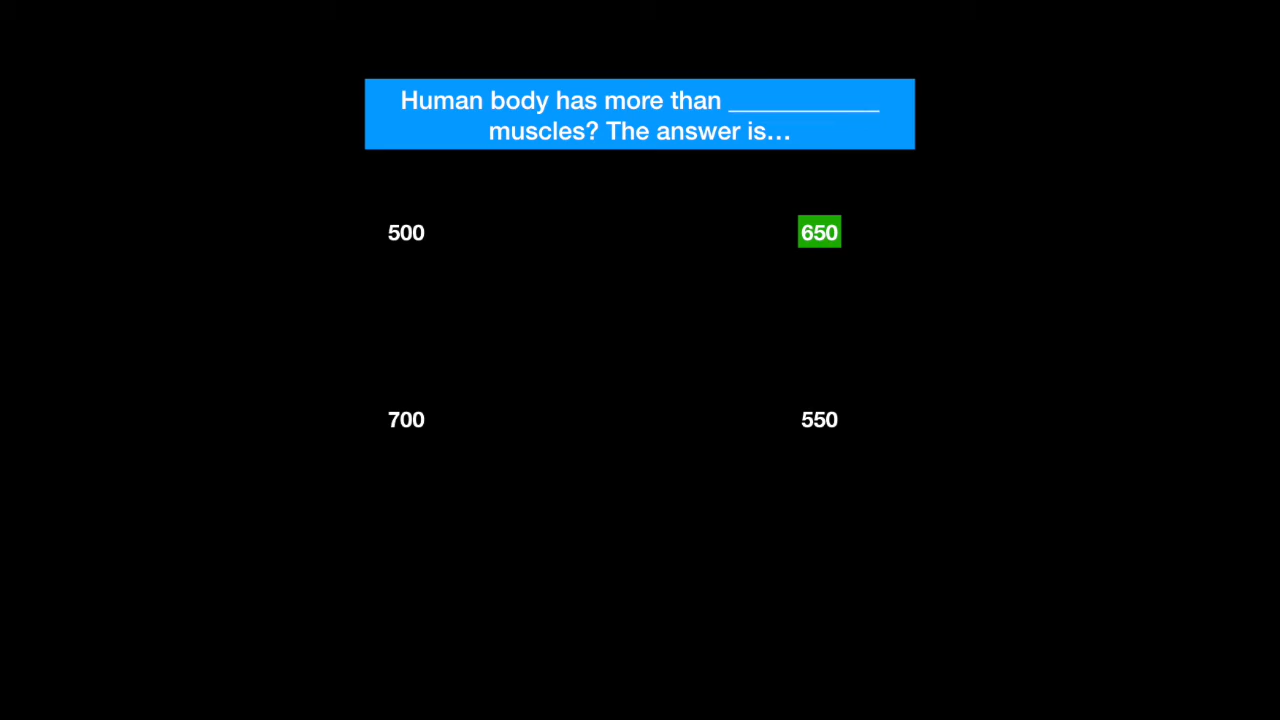 Human body has more than ____________
muscles? The answer is…
500
650
700
550